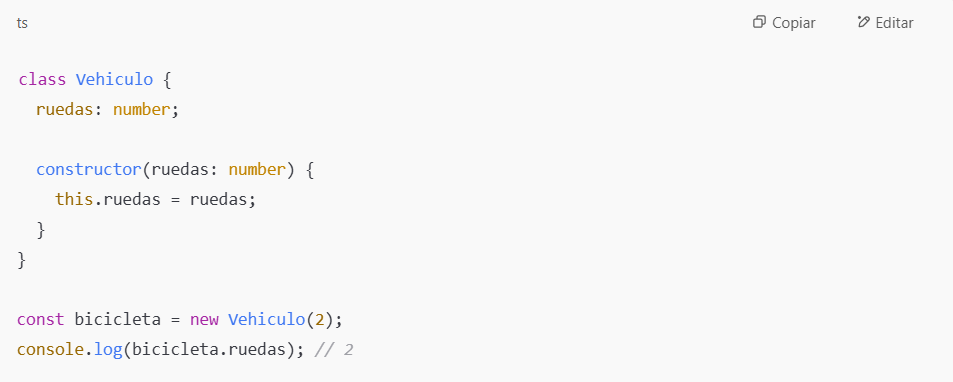 ts Copiar Editar
class Vehiculo {
  ruedas: number;

  constructor(ruedas: number) {
    this.ruedas = ruedas;
  }
}

const bicicleta = new Vehiculo(2);
console.log(bicicleta.ruedas); // 2